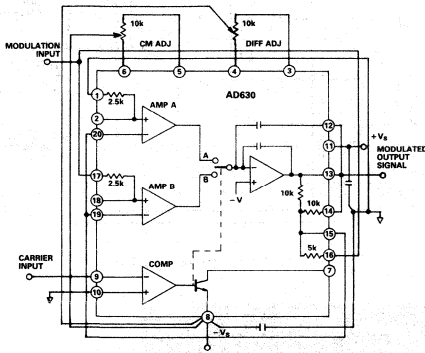 10k
CM ADJ
10k
DIFF ADJ
MODULATION
INPUT
6
5
4
3
AD630
1
2.5k
2
AMP A
20
A
B
12
11
+VS
MODULATED
OUTPUT
SIGNAL
13
17
2.5k
18
AMP B
19
-V
10k
10k
14
15
5k
16
7
CARRIER
INPUT
9
COMP
10
8
-VS